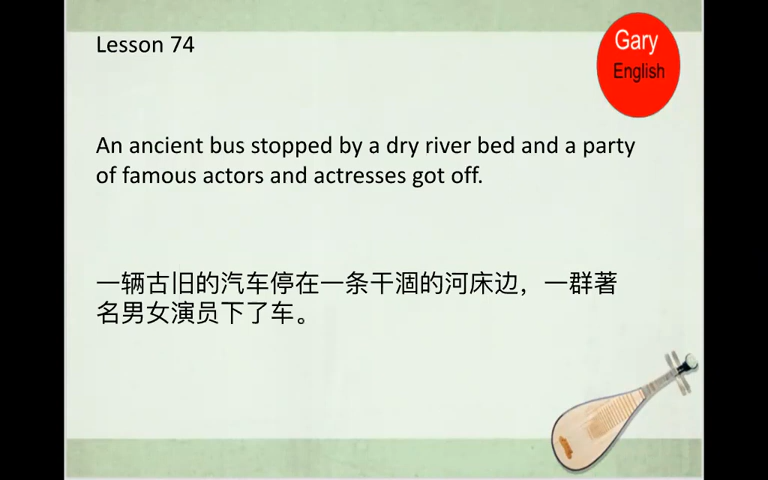 Lesson 74
Gary
English
An ancient bus stopped by a dry river bed and a party
of famous actors and actresses got off.
一辆古旧的汽车停在一条干涸的河床边，一群著
名男女演员下了车。